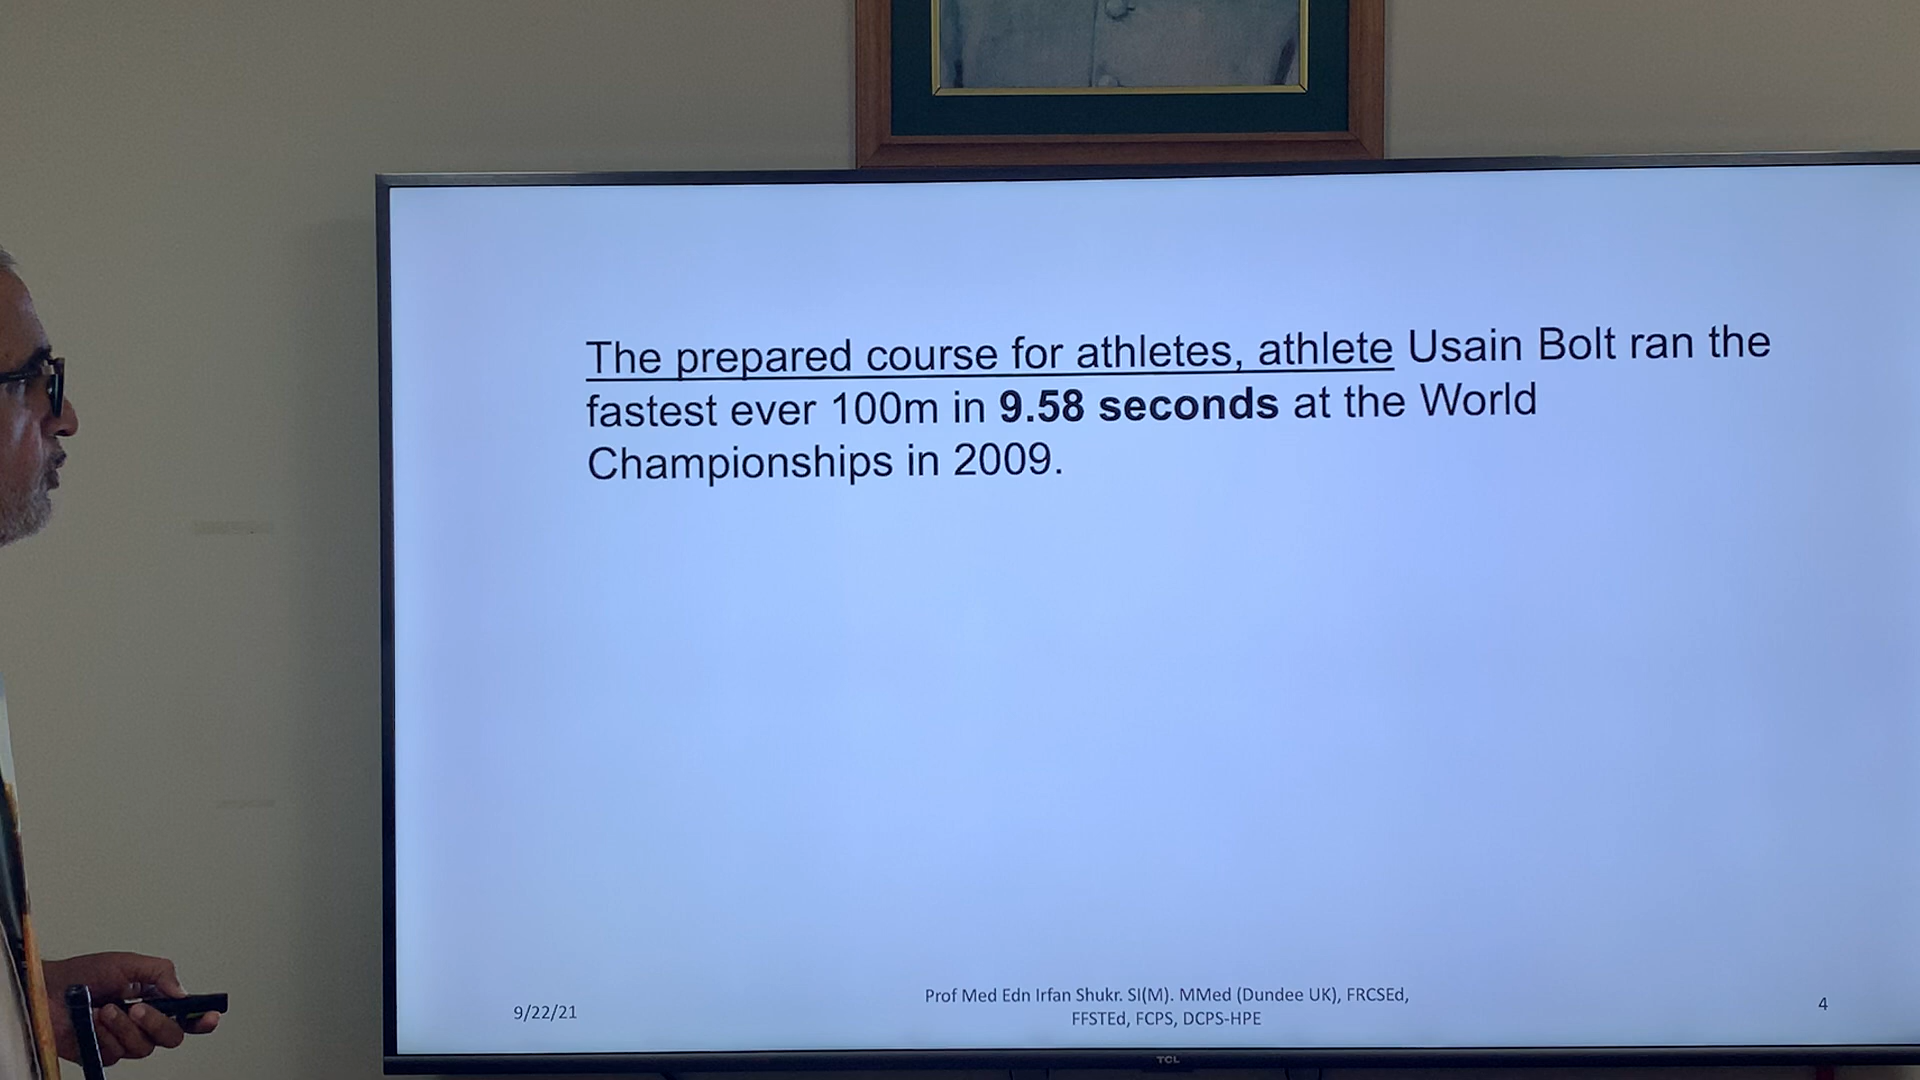 The prepared course for athletes, athlete Usain Bolt ran the
fastest ever 100m in 9.58 seconds at the World
Championships in 2009.
9/22/21
Prof Med Edn Irfan Shukr. SI(M). MMed (Dundee UK), FRCSEd,
FFSTEd, FCPS, DCPS-HPE
4
TCL